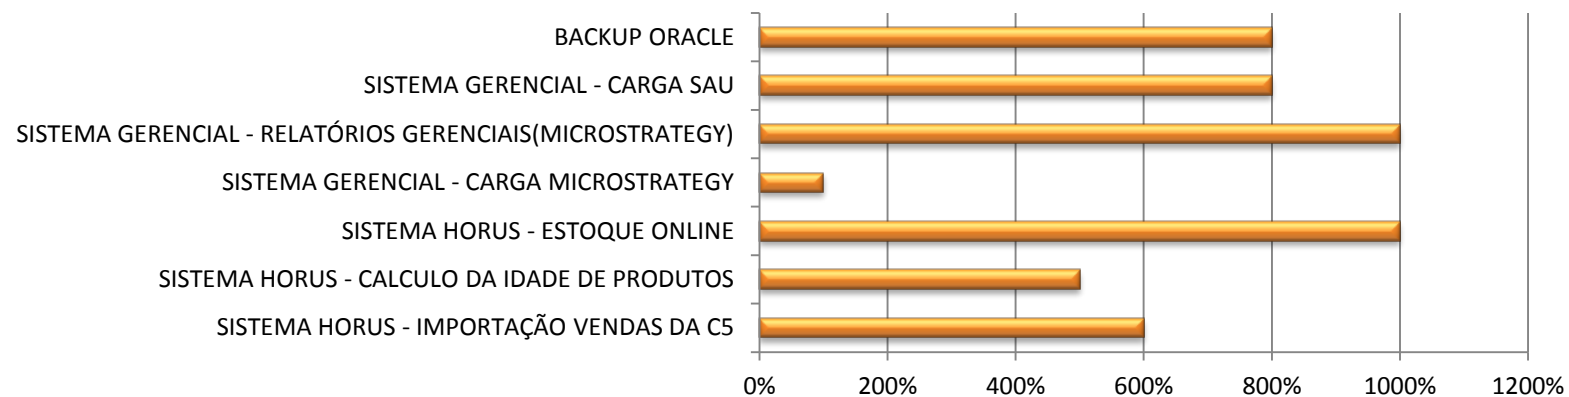 BACKUP ORACLE
SISTEMA GERENCIAL - CARGA SAU
SISTEMA GERENCIAL - RELATÓRIOS GERENCIAIS(MICROSTRATEGY)
SISTEMA GERENCIAL - CARGA MICROSTRATEGY
SISTEMA HORUS - ESTOQUE ONLINE
SISTEMA HORUS - CALCULO DA IDADE DE PRODUTOS
SISTEMA HORUS - IMPORTAÇÃO VENDAS DA C5
0% 200% 400% 600% 800% 1000% 1200%